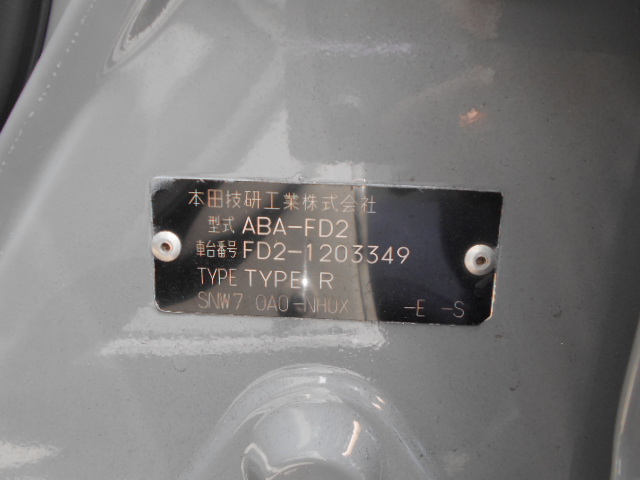 本田技研工業株式会社
型式 ABA-FD2
車台番号 FD2-1203349
TYPE TYPE R
SNW7 0A0-NH0X -E -S